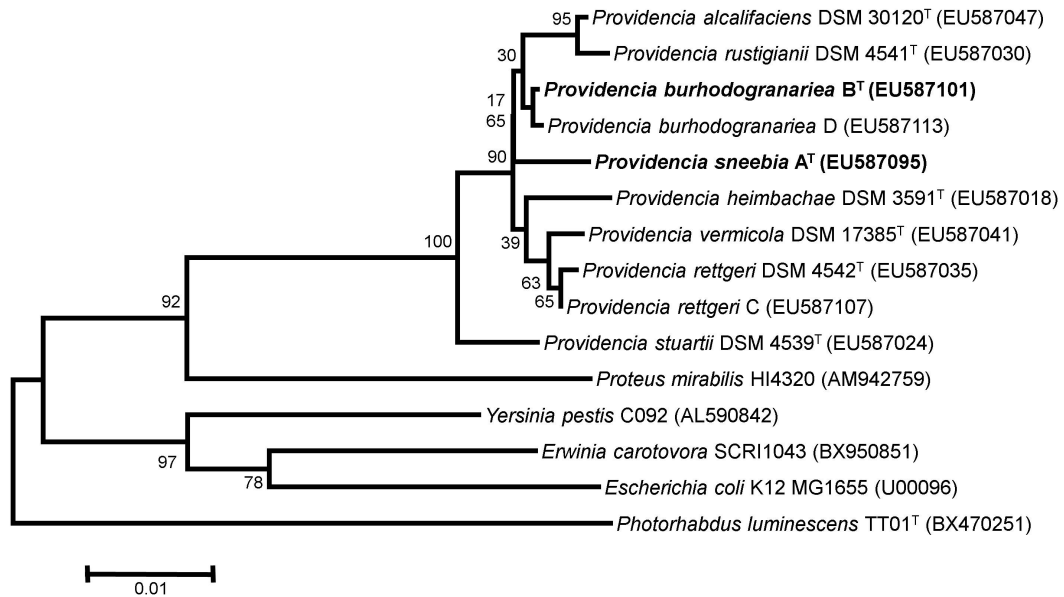 95 Providencia alcalifaciens DSM 30120ᵀ (EU587047)
Providencia rustigianii DSM 4541ᵀ (EU587030)
30
Providencia burhodogranariea Bᵀ (EU587101)
17
65
Providencia burhodogranariea D (EU587113)
90
Providencia sneebia Aᵀ (EU587095)
Providencia heimbachae DSM 3591ᵀ (EU587018)
39
Providencia vermicola DSM 17385ᵀ (EU587041)
100
Providencia rettgeri DSM 4542ᵀ (EU587035)
63
65
Providencia rettgeri C (EU587107)
92
Providencia stuartii DSM 4539ᵀ (EU587024)
Proteus mirabilis HI4320 (AM942759)
Yersinia pestis C092 (AL590842)
97
Erwinia carotovora SCRI1043 (BX950851)
78
Escherichia coli K12 MG1655 (U00096)
Photorhabdus luminescens TT01ᵀ (BX470251)
0.01